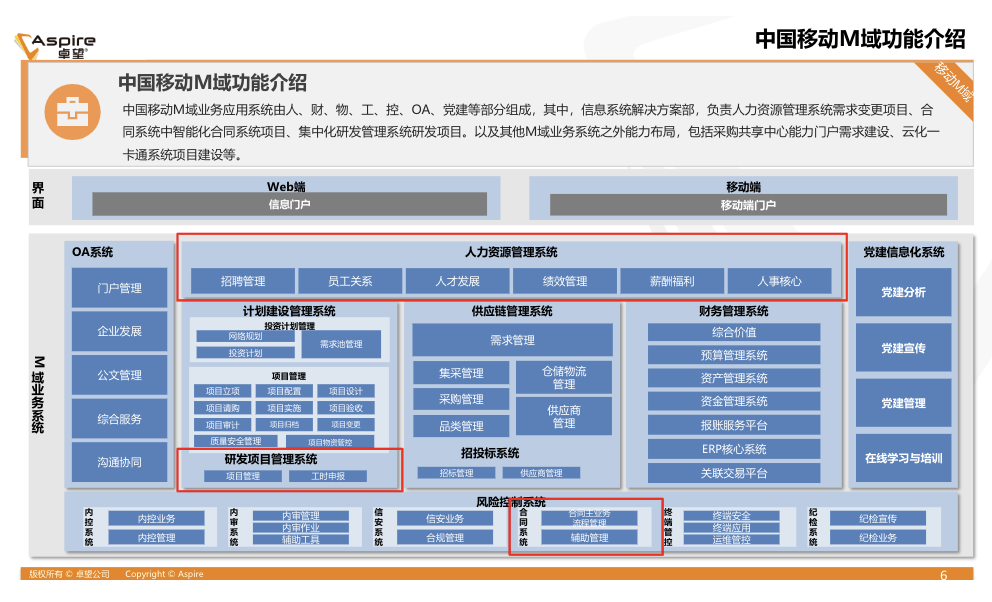 Aspire
卓望
中国移动M域功能介绍
移动M域
中国移动M域功能介绍
中国移动M域业务应用系统由人、财、物、工、控、OA、党建等部分组成，其中，信息系统解决方案部，负责人力资源管理系统需求变更项目、合
同系统中智能化合同系统项目、集中化研发管理系统研发项目。以及其他M域业务系统之外能力布局，包括采购共享中心能力门户需求建设、云化一
卡通系统项目建设等。
界面
Web端
信息门户
移动端
移动端门户
M域业务系统
OA系统
门户管理
企业发展
公文管理
综合服务
沟通协同
人力资源管理系统
招聘管理
员工关系
人才发展
绩效管理
薪酬福利
人事核心
计划建设管理系统
投资计划管理
网络规划
投资计划
需求池管理
项目管理
项目立项
项目配置
项目设计
项目请购
项目实施
项目验收
项目审计
项目归档
项目变更
质量安全管理
项目物资管控
研发项目管理系统
项目管理
工时申报
供应链管理系统
需求管理
集采管理
采购管理
品类管理
仓储物流
管理
供应商
管理
招投标系统
招标管理
供应商管理
财务管理系统
综合价值
预算管理系统
资产管理系统
资金管理系统
报账服务平台
ERP核心系统
关联交易平台
党建信息化系统
党建分析
党建宣传
党建管理
在线学习与培训
风险控制系统
内控系统
内控业务
内控管理
内审系统
内审管理
内审作业
辅助工具
信安系统
信安业务
合规管理
合同系统
合同主业务
流程管理
辅助管理
终端管控
终端安全
终端应用
运维管控
纪检系统
纪检宣传
纪检业务
版权所有 © 卓望公司 Copyright © Aspire
6